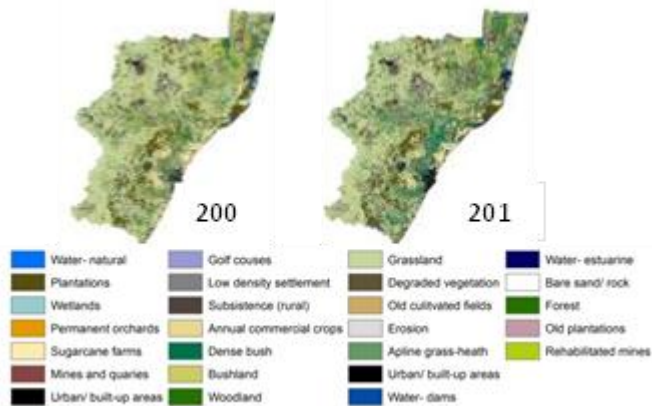 200
201
Water- natural
Plantations
Wetlands
Permanent orchards
Sugarcane farms
Mines and quaries
Urban/ built-up areas
Golf couses
Low density settlement
Subsistence (rural)
Annual commercial crops
Dense bush
Bushland
Woodland
Grassland
Degraded vegetation
Old culitvated fields
Erosion
Apline grass-heath
Urban/ built-up areas
Water- dams
Water- estuarine
Bare sand/ rock
Forest
Old plantations
Rehabilitated mines